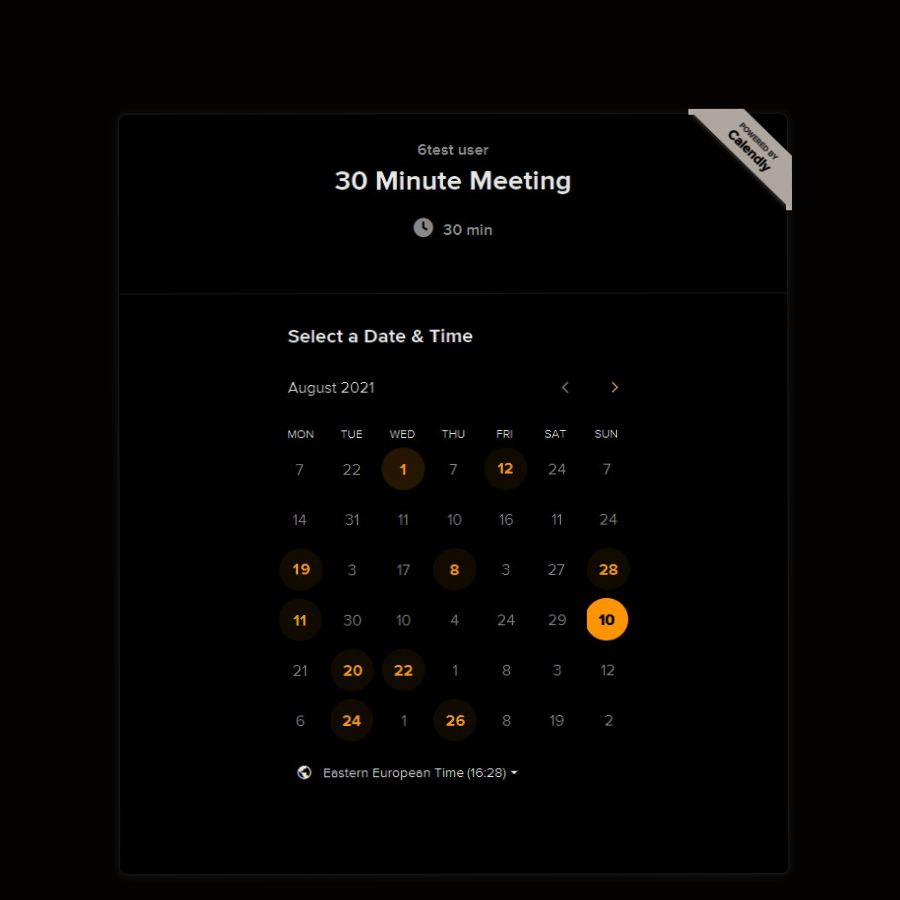 POWERED BY
Calendly
6test user
30 Minute Meeting
30 min
Select a Date & Time
August 2021
MON TUE WED THU FRI SAT SUN
7 22 1 7 12 24 7
14 31 11 10 16 11 24
19 3 17 8 3 27 28
11 30 10 4 24 29 10
21 20 22 1 8 3 12
6 24 1 26 8 19 2
Eastern European Time (16:28)